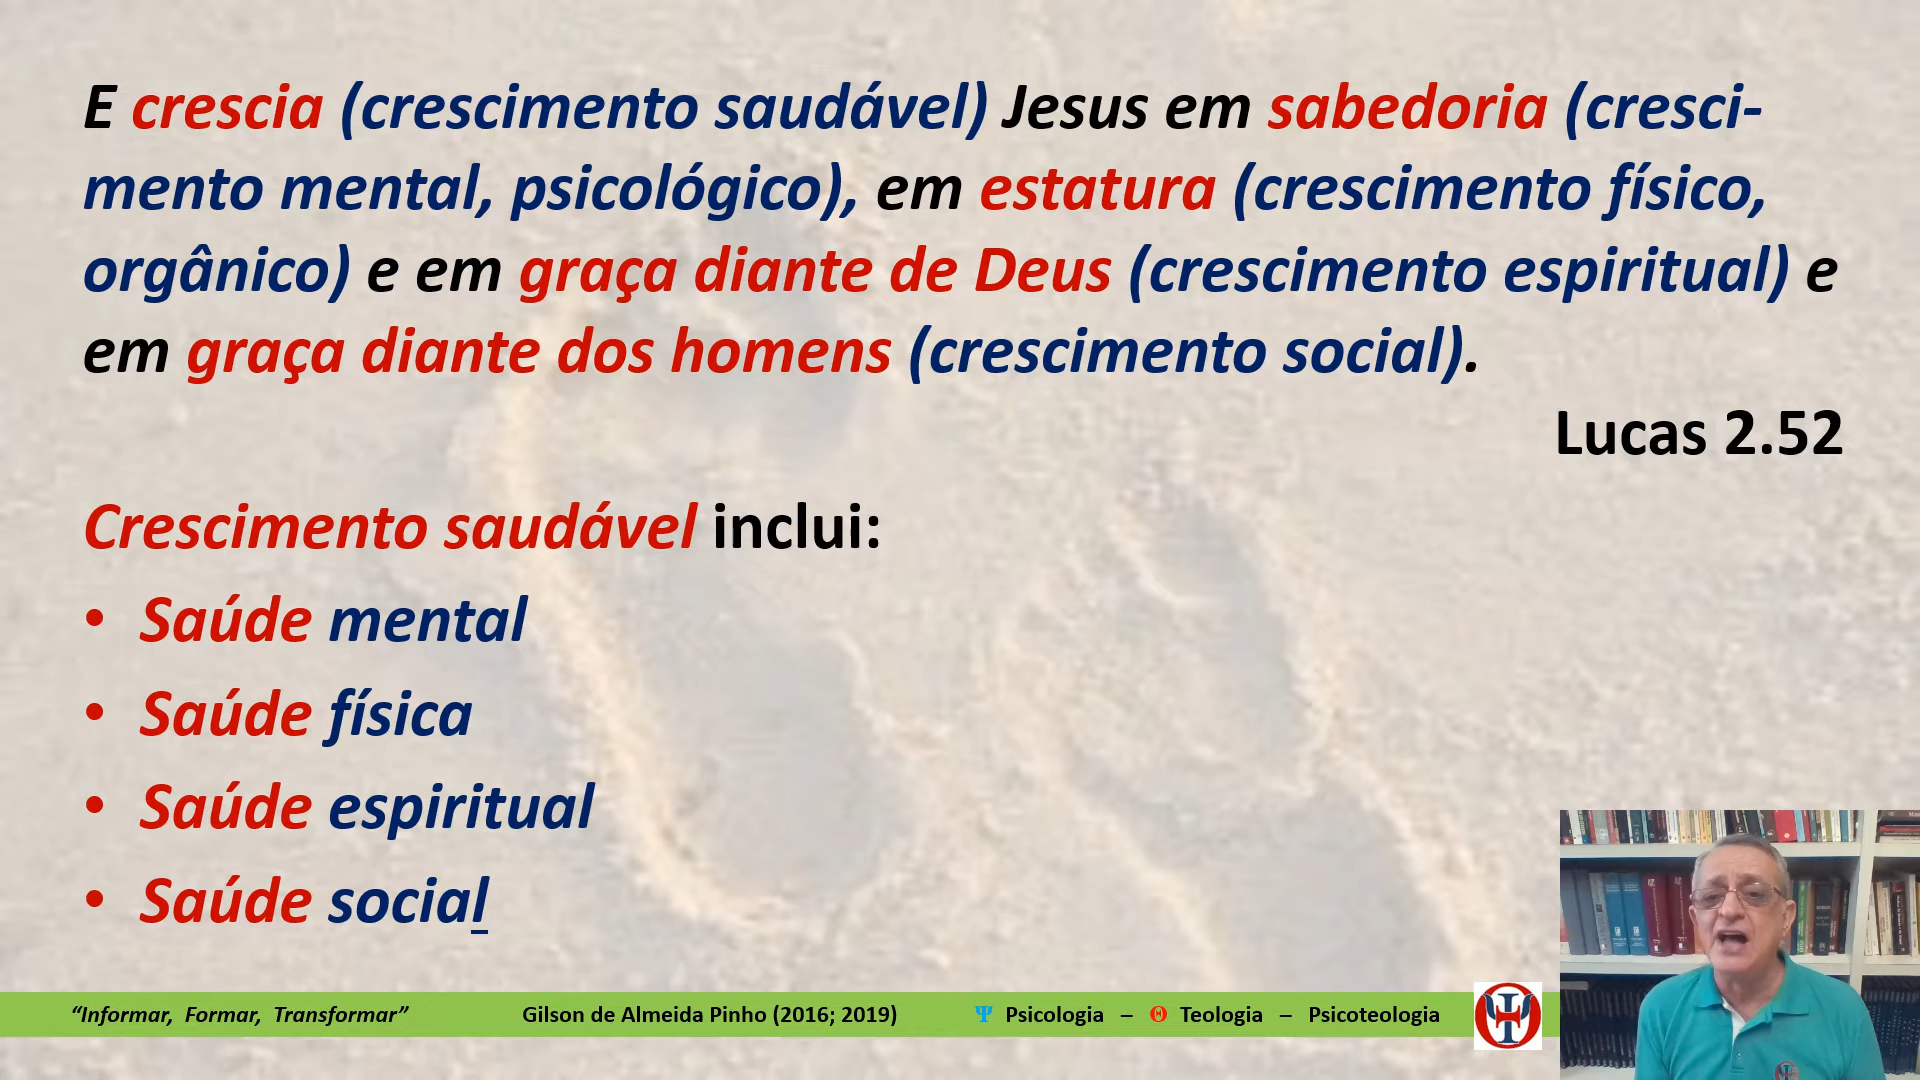 E crescia (crescimento saudável) Jesus em sabedoria (cresci-
mento mental, psicológico), em estatura (crescimento físico,
orgânico) e em graça diante de Deus (crescimento espiritual) e
em graça diante dos homens (crescimento social).
Lucas 2.52
Crescimento saudável inclui:
• Saúde mental
• Saúde física
• Saúde espiritual
• Saúde social
“Informar, Formar, Transformar” Gilson de Almeida Pinho (2016; 2019) Ψ Psicologia – Θ Teologia – Psicoteologia